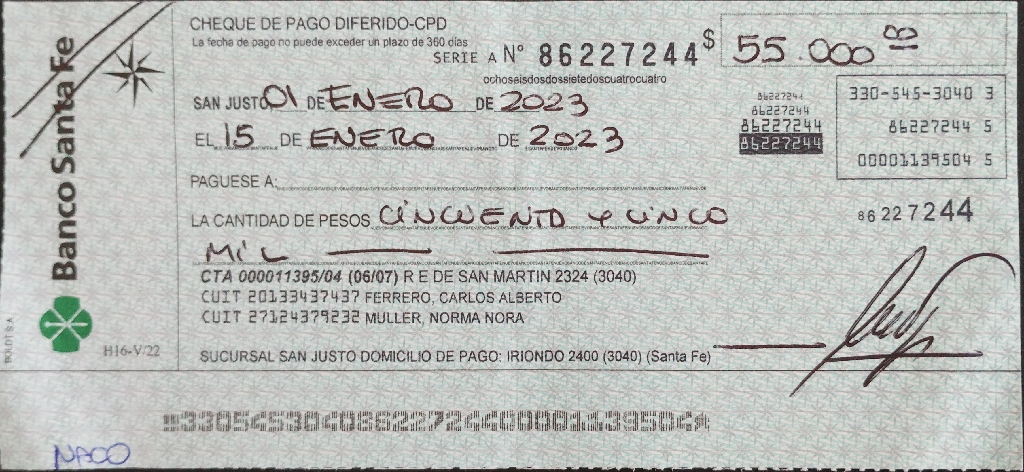 CHEQUE DE PAGO DIFERIDO-CPD
La fecha de pago no puede exceder un plazo de 360 días
SERIE A N° 86227244 $ 55.000
ochoseisdosdossietedoscuatrocuatro
SAN JUSTO 01 DE ENERO DE 2023
EL 15 DE ENERO DE 2023
86227244
86227244
86227244
86227244
330-545-3040 3
86227244 5
00001139504 5
PAGUESE A:
LA CANTIDAD DE PESOS CINCUENTA Y CINCO
MIL
86227244
CTA 000011395/04 (06/07) R E DE SAN MARTIN 2324 (3040)
CUIT 20133437437 FERRERO, CARLOS ALBERTO
CUIT 27124379232 MULLER, NORMA NORA
SUCURSAL SAN JUSTO DOMICILIO DE PAGO: IRIONDO 2400 (3040) (Santa Fe)
Banco Santa Fe
BOLDT S.A
H16-V/22
33054530408622724400001139504
NACO